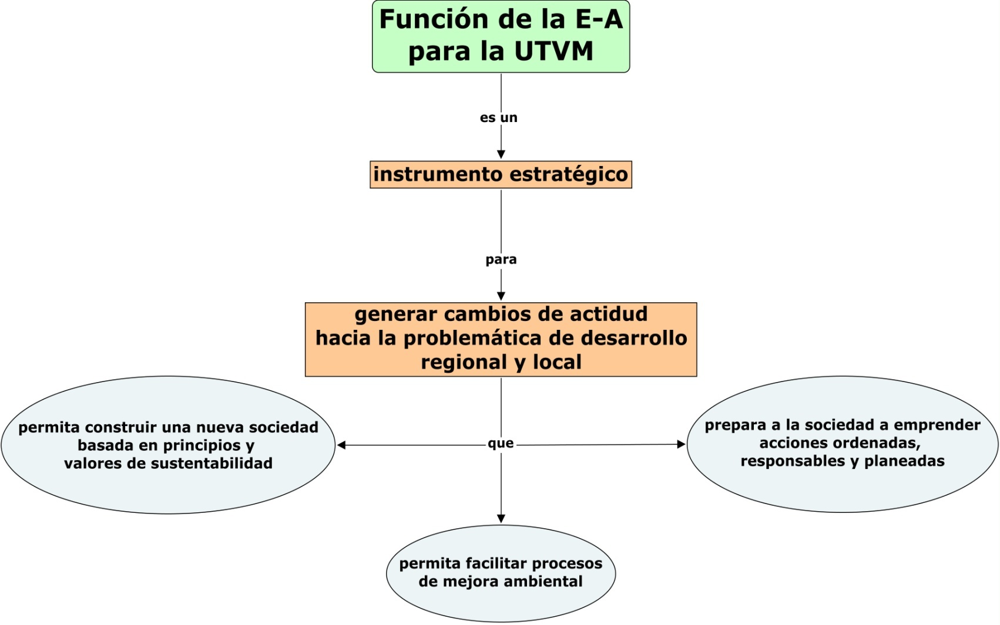 Función de la E-A
para la UTVM
es un
instrumento estratégico
para
generar cambios de actidud
hacia la problemática de desarrollo
regional y local
que
permita construir una nueva sociedad
basada en principios y
valores de sustentabilidad
prepara a la sociedad a emprender
acciones ordenadas,
responsables y planeadas
permita facilitar procesos
de mejora ambiental